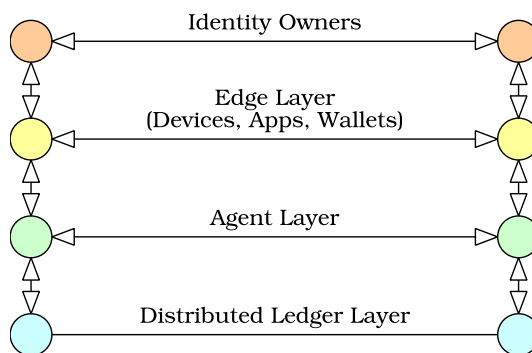 Identity Owners
Edge Layer
(Devices, Apps, Wallets)
Agent Layer
Distributed Ledger Layer